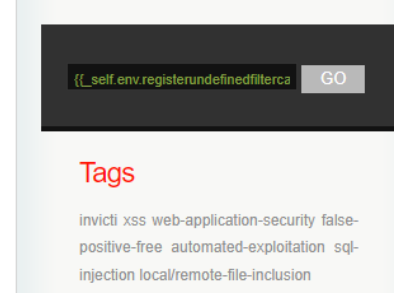 {{_self.env.registerundefinedfilterca
GO
Tags
invicti xss web-application-security false-
positive-free automated-exploitation sql-
injection local/remote-file-inclusion